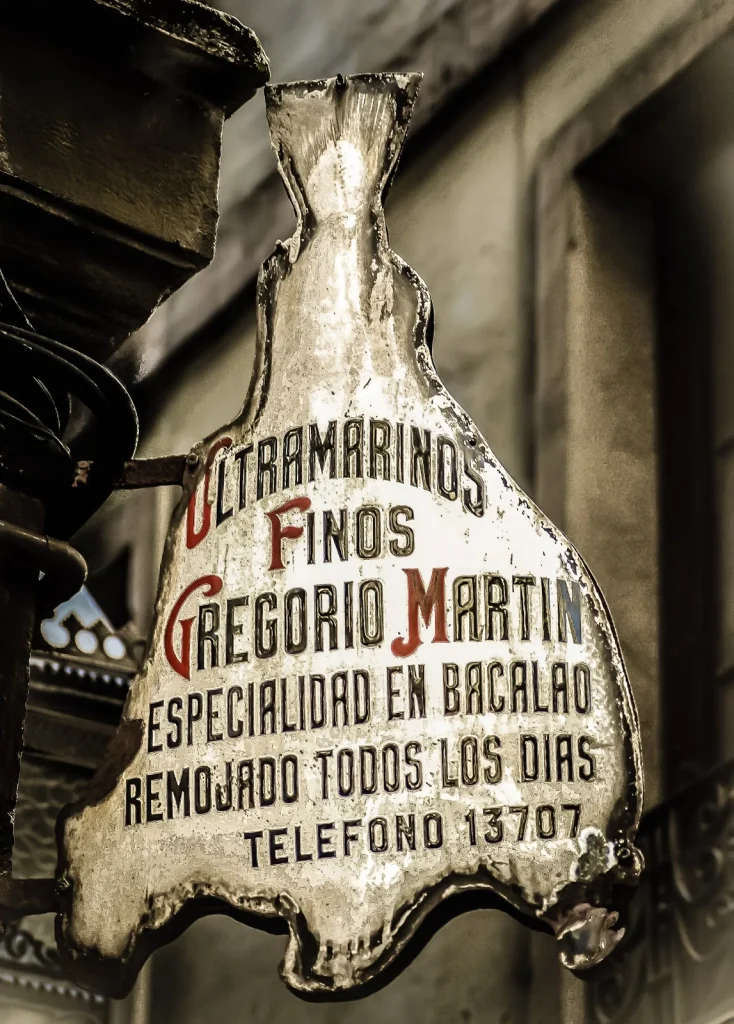 ULTRAMARINOS
FINOS
GREGORIO MARTIN
ESPECIALIDAD EN BACALAO
REMOJADO TODOS LOS DIAS
TELEFONO 13707